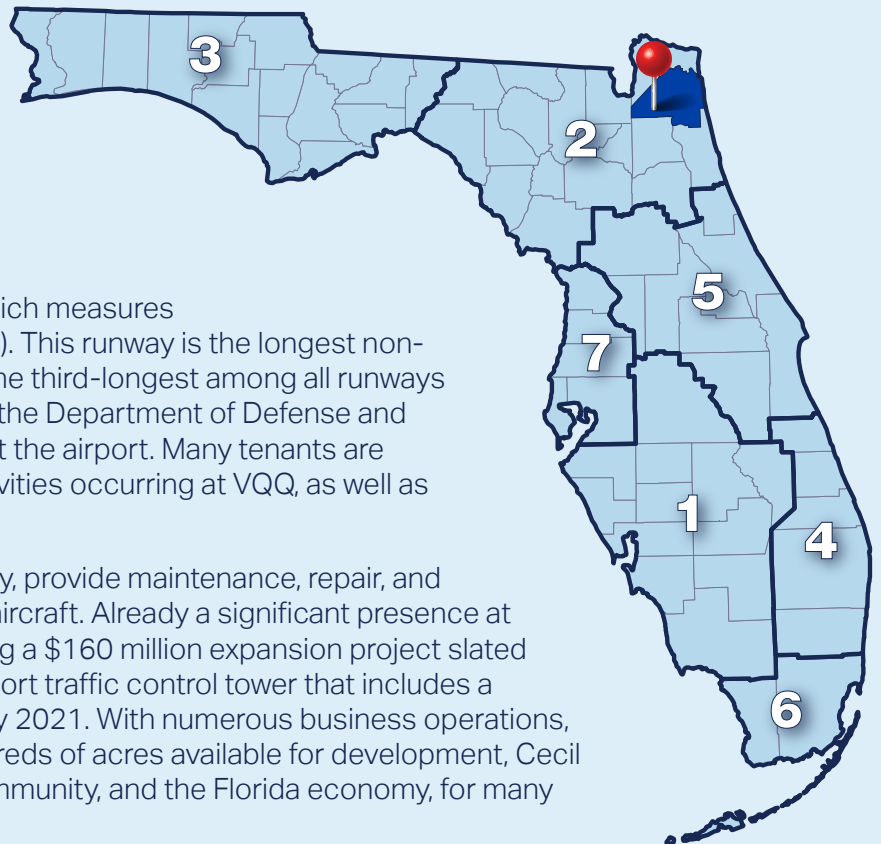 3
2
5
7
1
4
6
ich measures
). This runway is the longest non-
ne third-longest among all runways
the Department of Defense and
t the airport. Many tenants are
vities occurring at VQQ, as well as
y, provide maintenance, repair, and
aircraft. Already a significant presence at
g a $160 million expansion project slated
ort traffic control tower that includes a
y 2021. With numerous business operations,
reds of acres available for development, Cecil
mmunity, and the Florida economy, for many